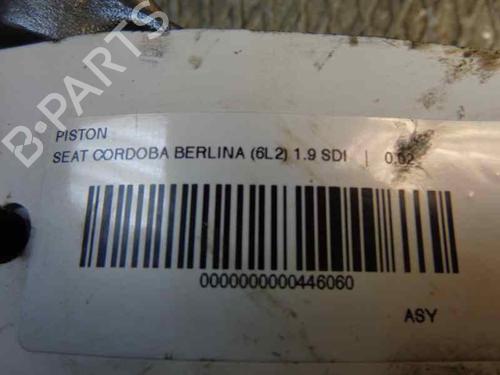 B-PARTS
PISTON
SEAT CORDOBA BERLINA (6L2) 1.9 SDI | 0.02
0000000000446060
ASY